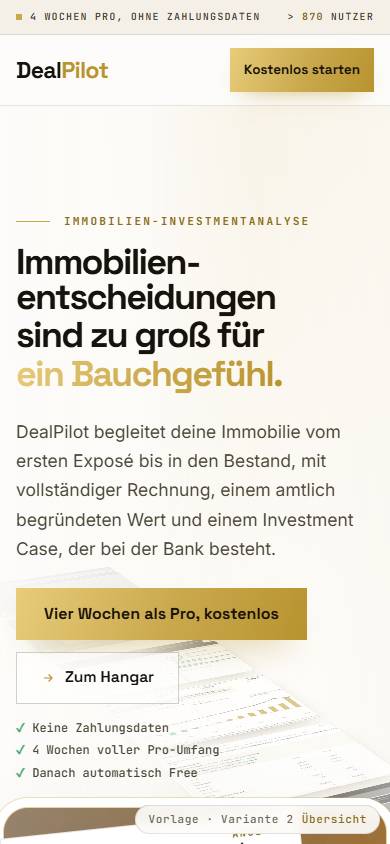 4 WOCHEN PRO, OHNE ZAHLUNGSDATEN > 870 NUTZER
DealPilot
Kostenlos starten
IMMOBILIEN-INVESTMENTANALYSE
Immobilien-
entscheidungen
sind zu groß für
ein Bauchgefühl.
DealPilot begleitet deine Immobilie vom
ersten Exposé bis in den Bestand, mit
vollständiger Rechnung, einem amtlich
begründeten Wert und einem Investment
Case, der bei der Bank besteht.
Vier Wochen als Pro, kostenlos
→ Zum Hangar
✓ Keine Zahlungsdaten
✓ 4 Wochen voller Pro-Umfang
✓ Danach automatisch Free
Vorlage · Variante 2 Übersicht